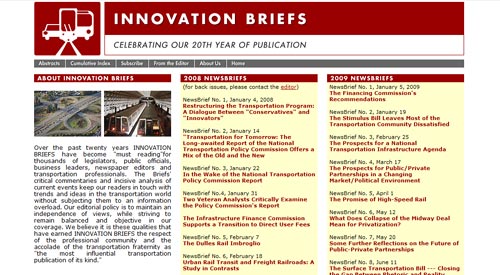 INNOVATION BRIEFS
CELEBRATING OUR 20TH YEAR OF PUBLICATION
Abstracts | Cumulative Index | Subscribe | From the Editor | About Us | Home
ABOUT INNOVATION BRIEFS
Over the past twenty years INNOVATION
BRIEFS have become "must reading"for
thousands of legislators, public officials,
business leaders, newspaper editors and
transportation professionals. The Briefs'
critical commentaries and incisive analysis of
current events keep our readers in touch with
trends and ideas in the transportation world
without subjecting them to an information
overload. Our editorial policy is to maintain
an independence of views, while striving to
remain balanced and objective in our
coverage. We believe it is these qualities that
have earned INNOVATION BRIEFS the respect
of the professional community and the
accolade of the transportation fraternity as
"the most influential transportation
publication of its kind."
2008 NEWSBRIEFS
(for back issues, please contact the editor)
NewsBrief No. 1, January 4, 2008
Restructuring the Transportation Program:
A Dialogue Between "Conservatives" and
"Innovators"
NewsBrief No, 2, January 14
"Transportation for Tomorrow: The
Long-awaited Report of the National
Transportation Policy Commission Offers a
Mix of the Old and the New
NewsBrief No. 3, January 22
In the Wake of the National Transportation
Policy Commission Report
NewsBrief No.4, January 31
Two Veteran Analysts Critically Examine
the Policy Commission's Report
The Infrastructure Finance Commission
Supports a Transition to Direct User Fees
NewsBrief No. 5, February 7
The Dulles Rail Imbroglio
NewsBrief No. 6, February 18
Urban Rail Transit and Freight Railroads: A
Study in Contrasts
2009 NEWSBRIEFS
NewsBrief No. 1, January 5, 2009
The Financing Commission's
Recommendations
NewsBrief No. 2, January 19
The Stimulus Bill Leaves Most of the
Transportation Community Dissatisfied
NewsBrief No. 3, February 25
The Prospects for a National
Transportation Infrastructure Agenda
NewsBrief No. 4, March 17
The Prospects for Public/Private
Partnerships in a Changing
Market/Political Environment
NewsBrief No. 5, April 1
The Promise of High-Speed Rail
NewsBrief No. 6, May 12
What Does Collapse of the Midway Deal
Mean for Privatization?
NewsBrief No. 7, May 20
Some Further Reflections on the Future of
Public-Private Partnerships
NewsBrief No. 8, June 11
The Surface Transportation Bill ---
Closing the Gap Between Rhetoric and Reality